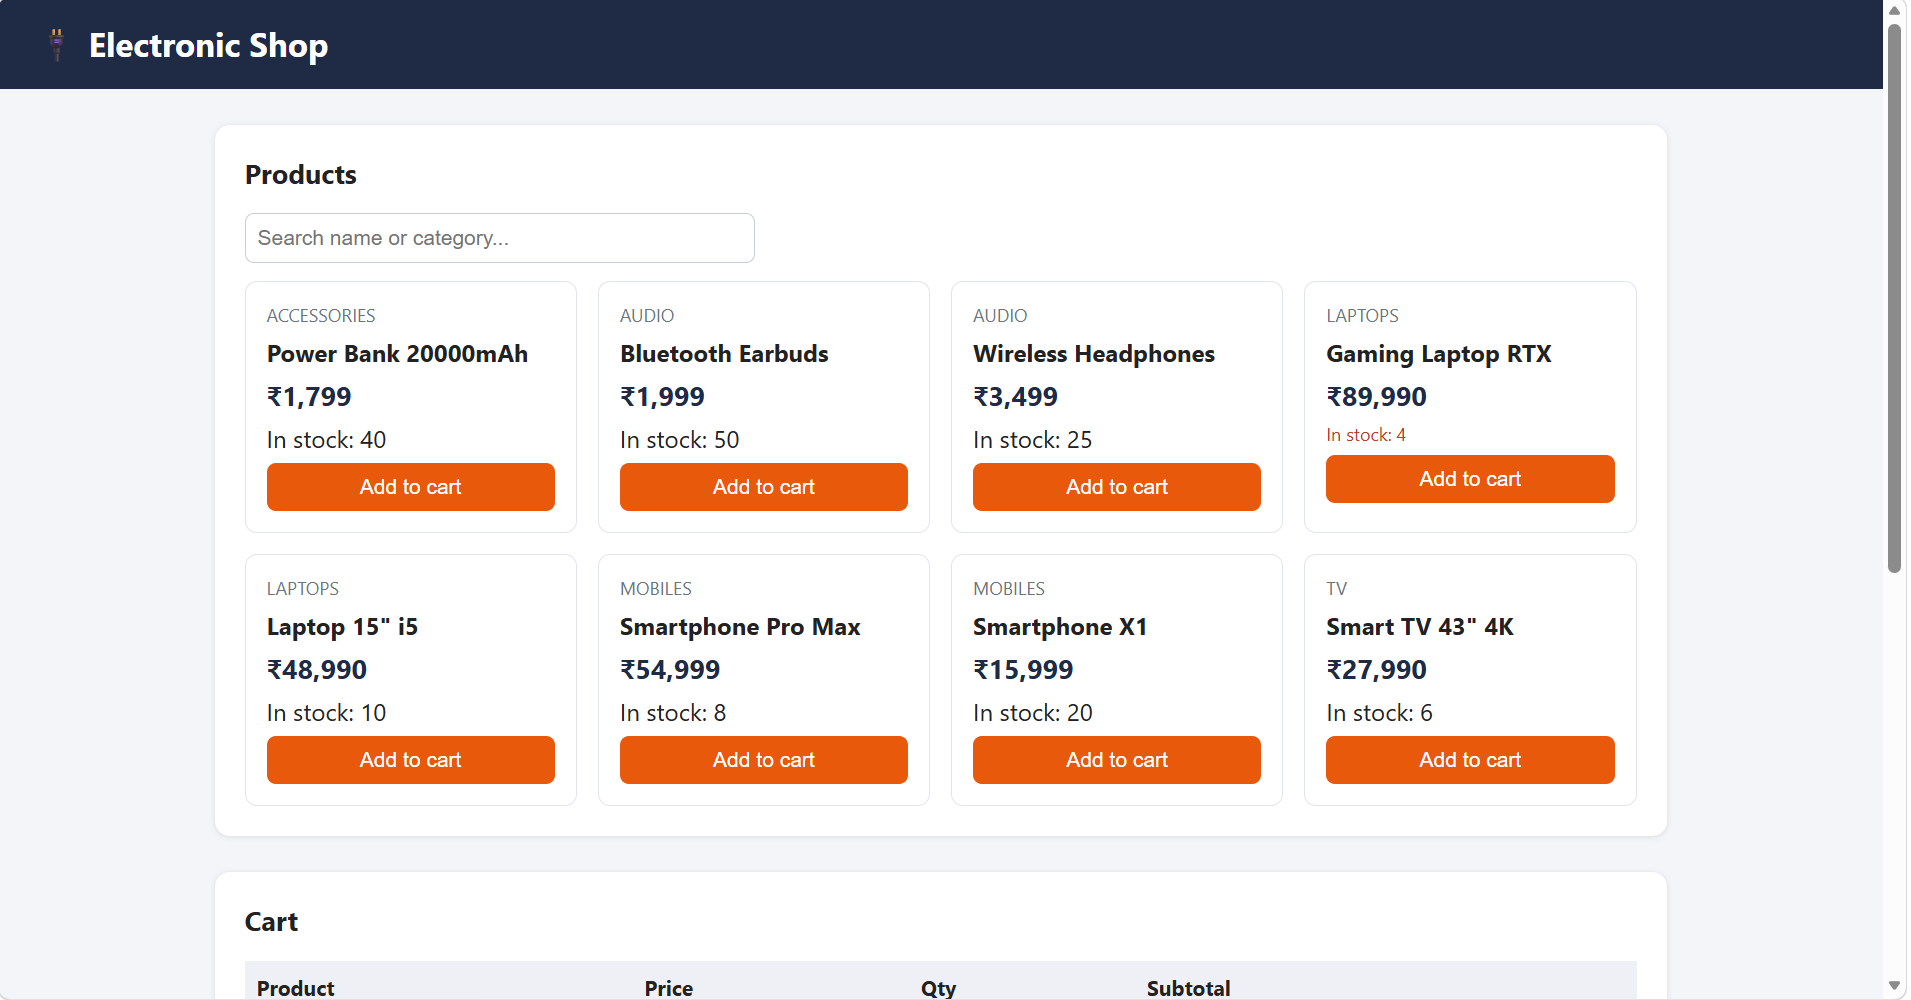 Electronic Shop
Products
Search name or category...
ACCESSORIES
Power Bank 20000mAh
₹1,799
In stock: 40
Add to cart
AUDIO
Bluetooth Earbuds
₹1,999
In stock: 50
Add to cart
AUDIO
Wireless Headphones
₹3,499
In stock: 25
Add to cart
LAPTOPS
Gaming Laptop RTX
₹89,990
In stock: 4
Add to cart
LAPTOPS
Laptop 15" i5
₹48,990
In stock: 10
Add to cart
MOBILES
Smartphone Pro Max
₹54,999
In stock: 8
Add to cart
MOBILES
Smartphone X1
₹15,999
In stock: 20
Add to cart
TV
Smart TV 43" 4K
₹27,990
In stock: 6
Add to cart
Cart
Product Price Qty Subtotal